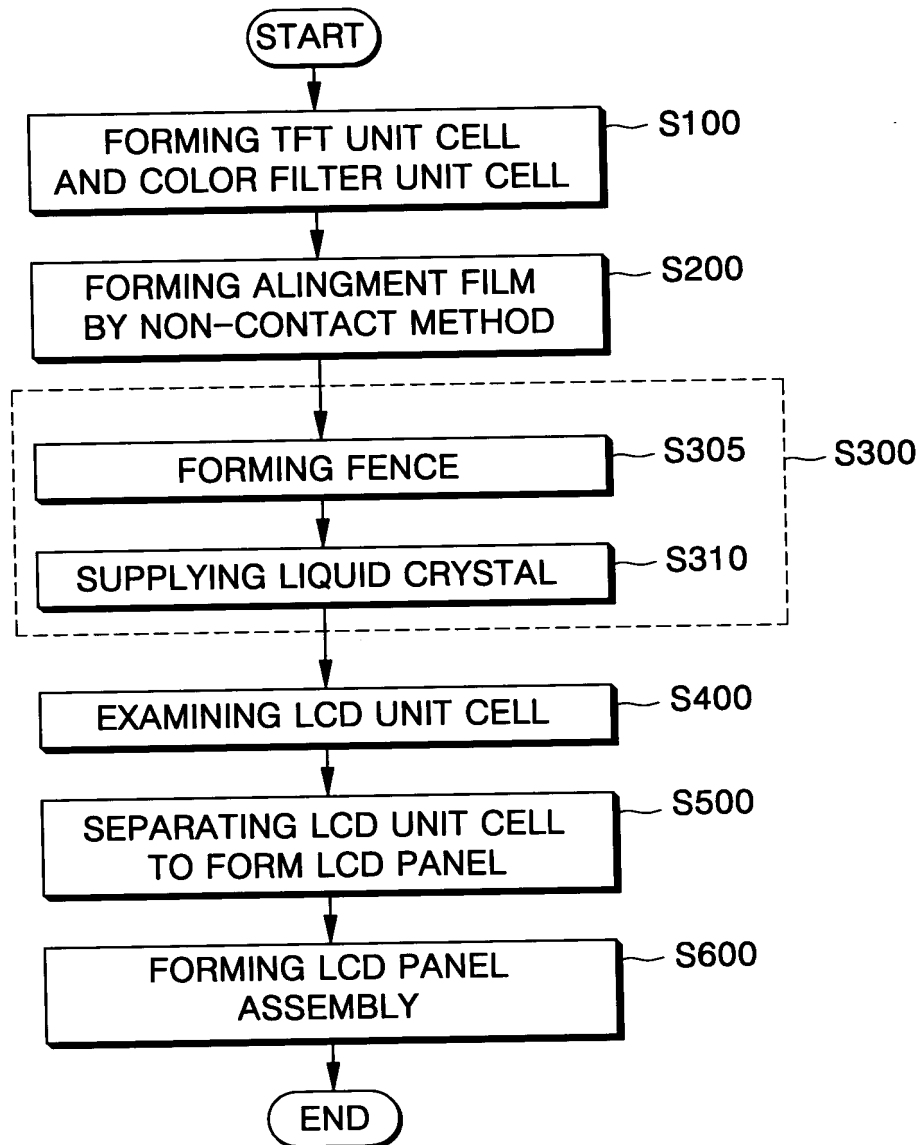 START
FORMING TFT UNIT CELL
AND COLOR FILTER UNIT CELL
S100
FORMING ALINGMENT FILM
BY NON-CONTACT METHOD
S200
FORMING FENCE
S305
S300
SUPPLYING LIQUID CRYSTAL
S310
EXAMINING LCD UNIT CELL
S400
SEPARATING LCD UNIT CELL
TO FORM LCD PANEL
S500
FORMING LCD PANEL
ASSEMBLY
S600
END